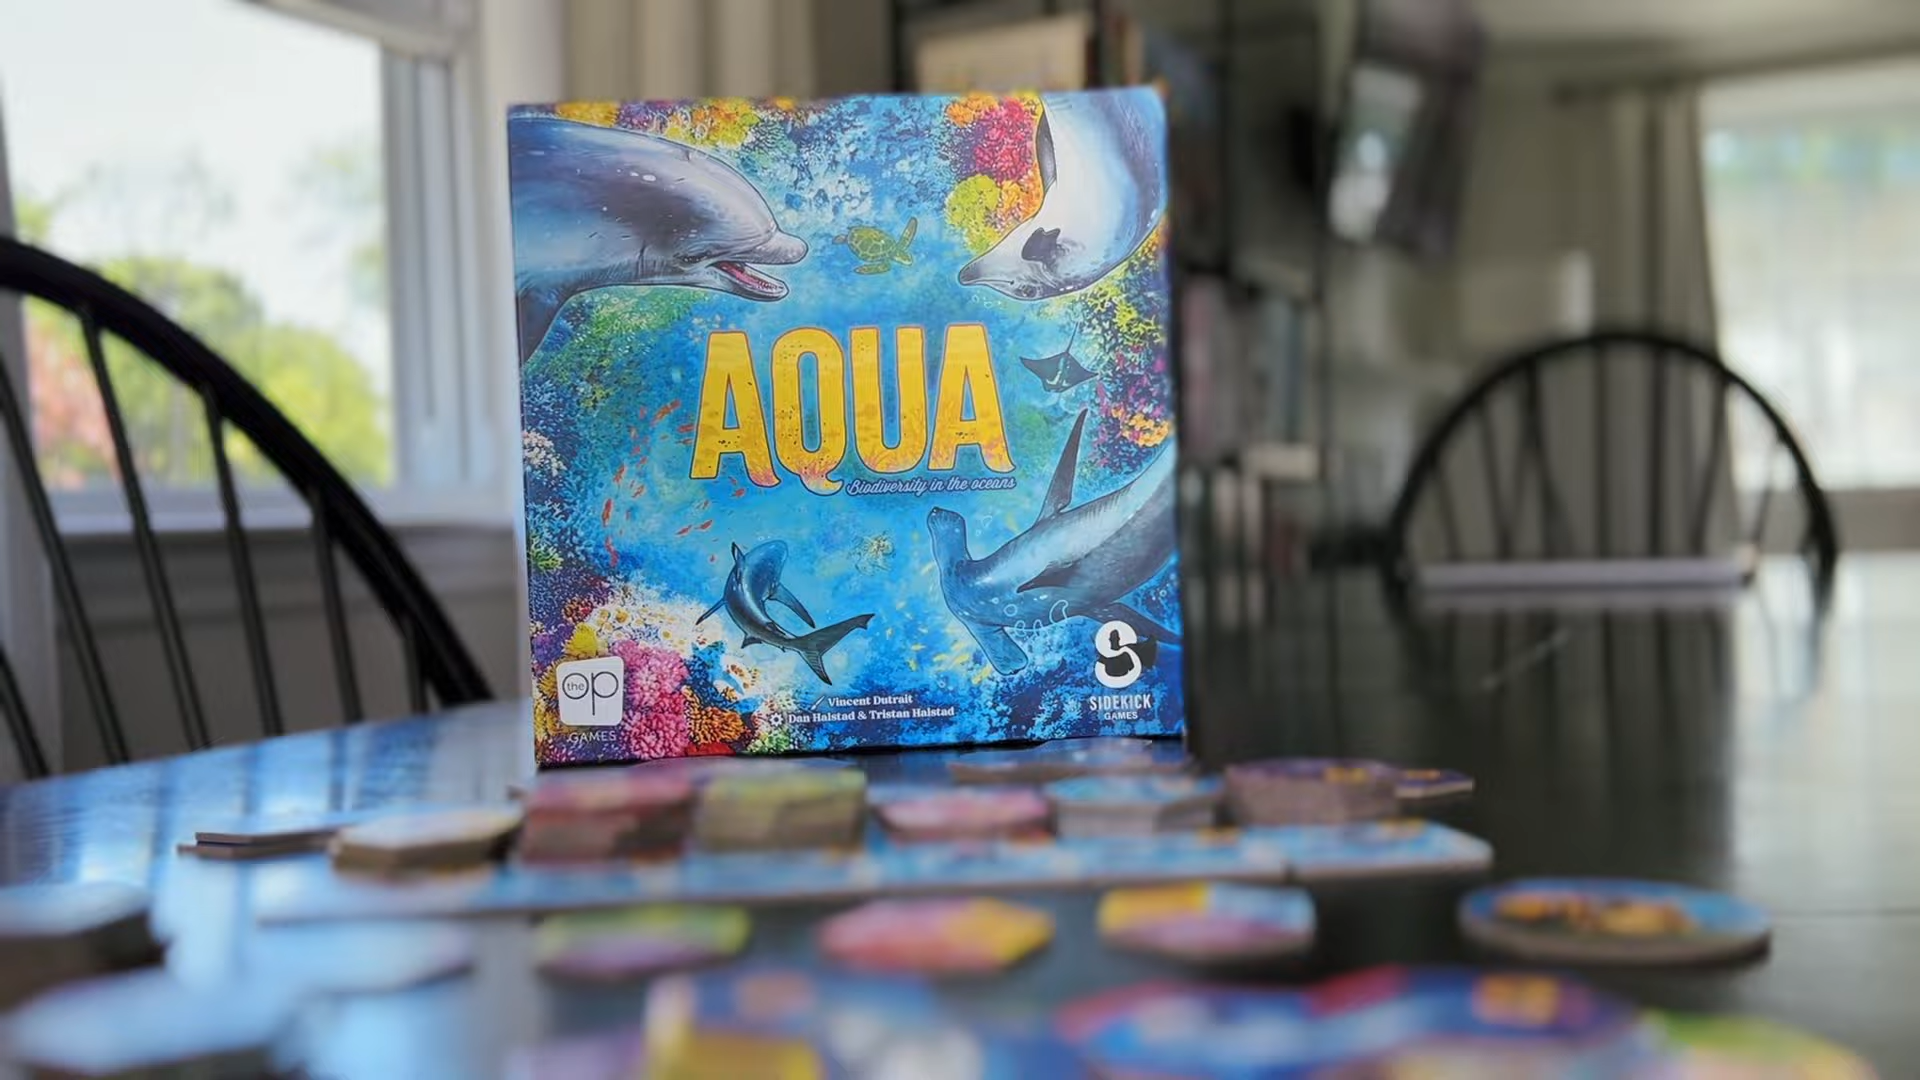 AQUA
Biodiversity in the oceans
the op
GAMES
Vincent Dutrait
Dan Halstad & Tristan Halstad
SIDEKICK
GAMES